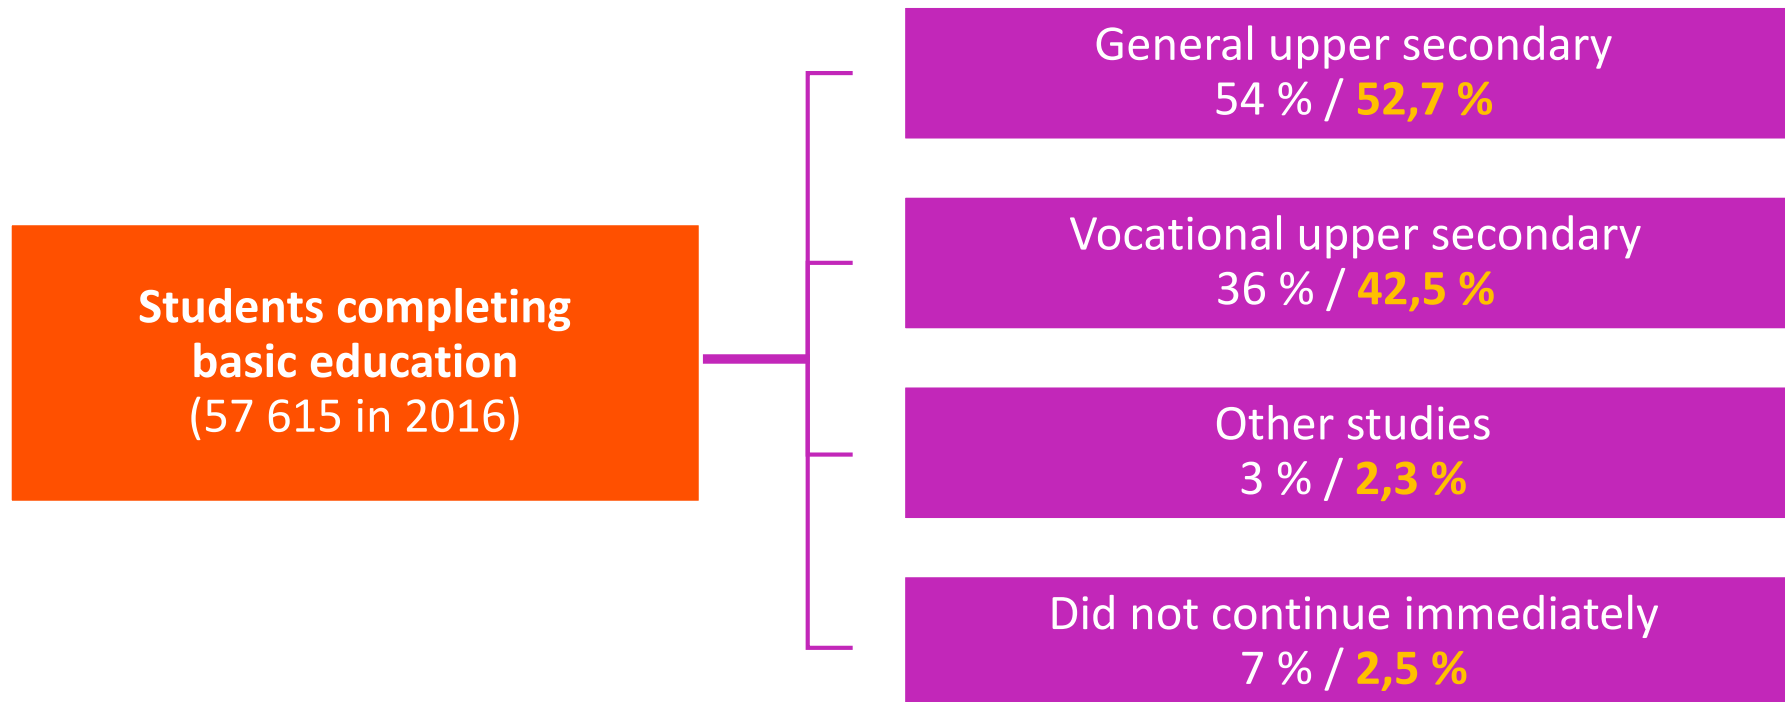 Students completing
basic education
(57 615 in 2016)
General upper secondary
54 % / 52,7 %
Vocational upper secondary
36 % / 42,5 %
Other studies
3 % / 2,3 %
Did not continue immediately
7 % / 2,5 %